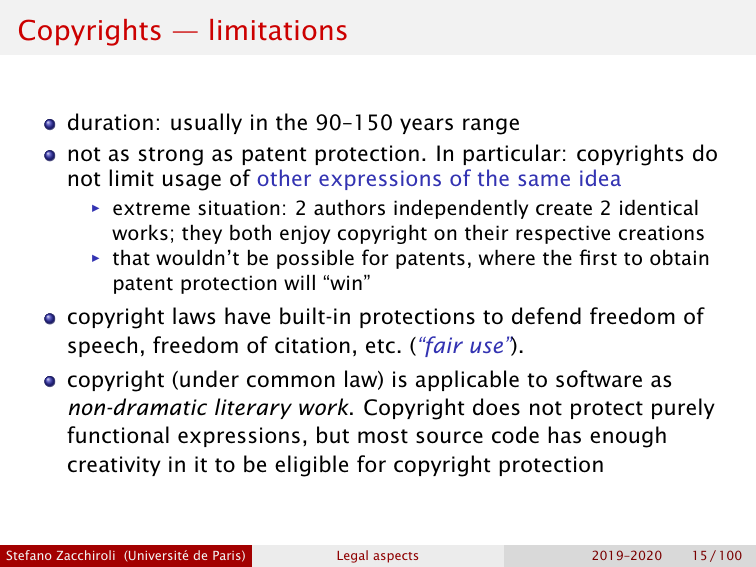 Copyrights — limitations
duration: usually in the 90–150 years range
not as strong as patent protection. In particular: copyrights do
not limit usage of other expressions of the same idea
extreme situation: 2 authors independently create 2 identical
works; they both enjoy copyright on their respective creations
that wouldn’t be possible for patents, where the first to obtain
patent protection will “win”
copyright laws have built-in protections to defend freedom of
speech, freedom of citation, etc. (“fair use”).
copyright (under common law) is applicable to software as
non-dramatic literary work. Copyright does not protect purely
functional expressions, but most source code has enough
creativity in it to be eligible for copyright protection
Stefano Zacchiroli (Université de Paris) Legal aspects 2019–2020 15 / 100